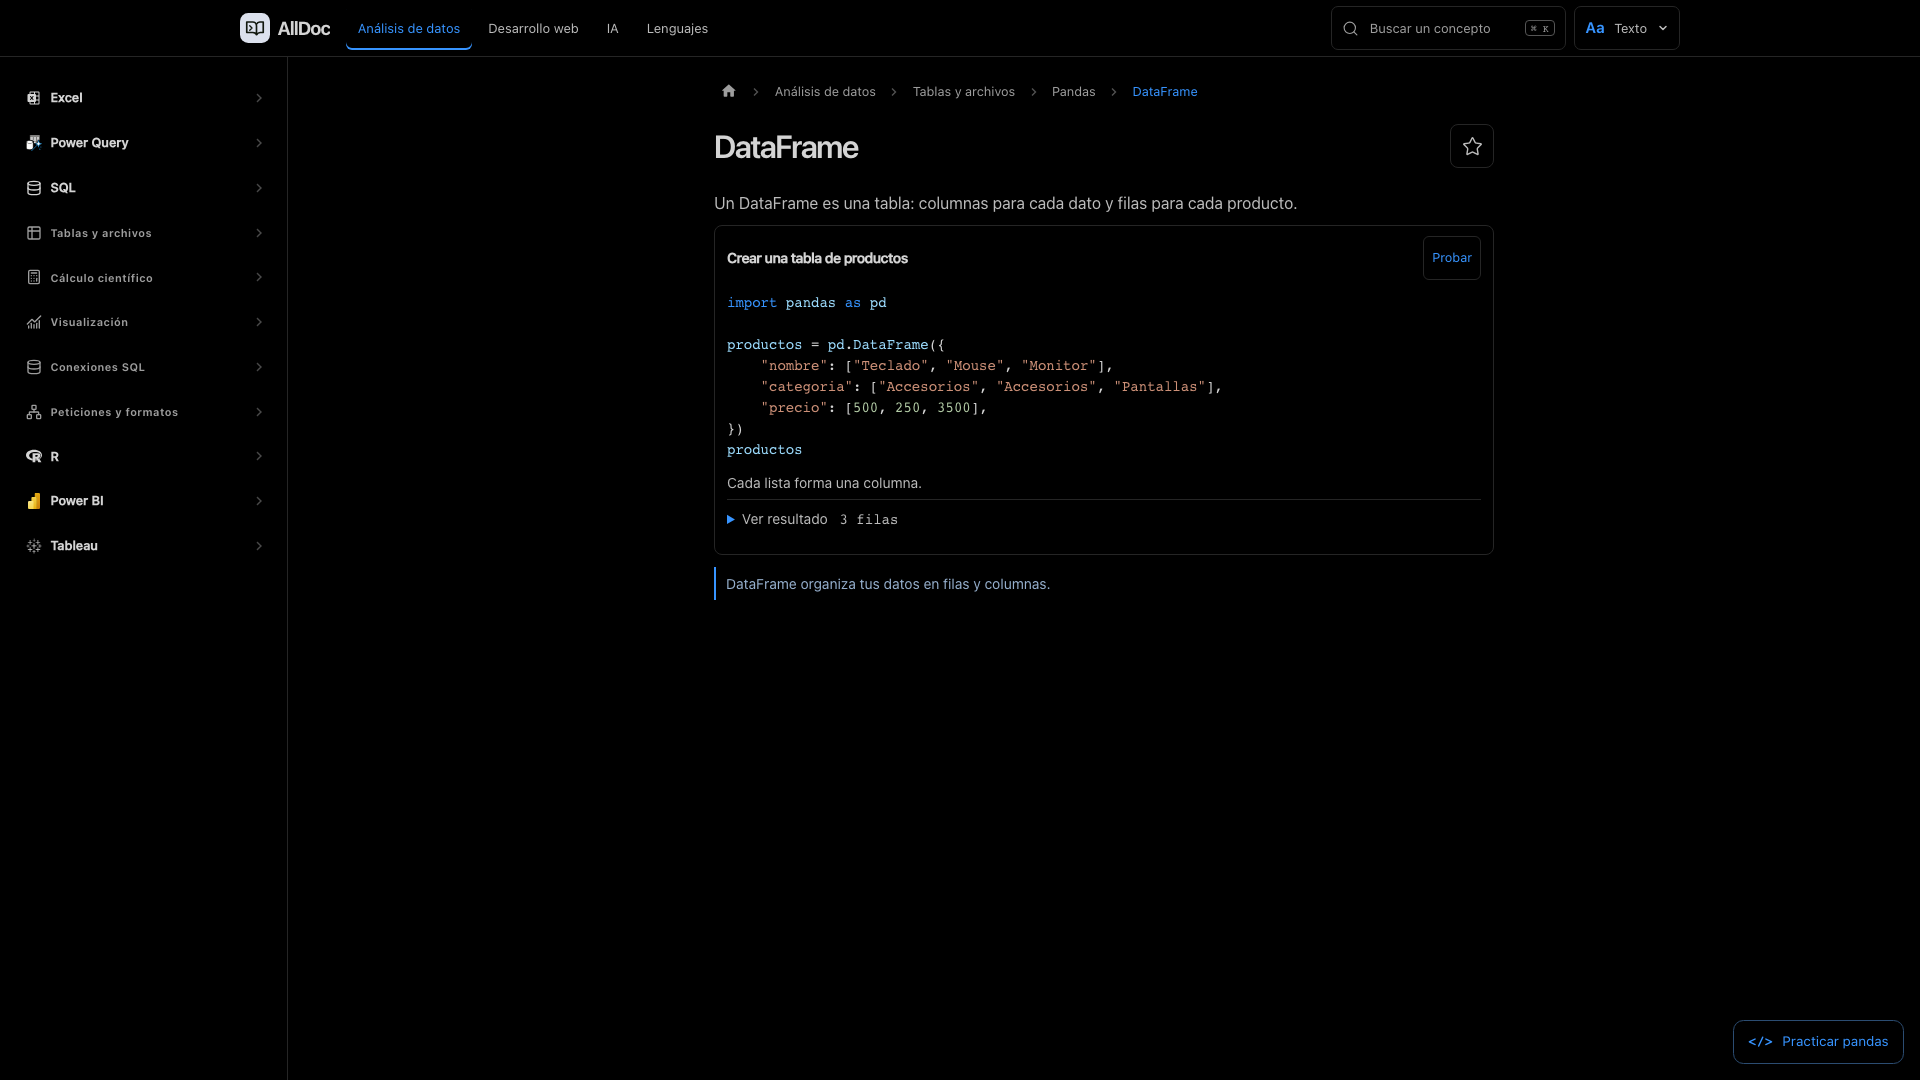 AllDoc
Análisis de datos
Desarrollo web
IA
Lenguajes
Buscar un concepto
⌘ K
Aa Texto
Excel
Power Query
SQL
Tablas y archivos
Cálculo científico
Visualización
Conexiones SQL
Peticiones y formatos
R
Power BI
Tableau
Análisis de datos > Tablas y archivos > Pandas > DataFrame
DataFrame
Un DataFrame es una tabla: columnas para cada dato y filas para cada producto.
Crear una tabla de productos
Probar
import pandas as pd
productos = pd.DataFrame({
    "nombre": ["Teclado", "Mouse", "Monitor"],
    "categoria": ["Accesorios", "Accesorios", "Pantallas"],
    "precio": [500, 250, 3500],
})
productos
Cada lista forma una columna.
Ver resultado 3 filas
DataFrame organiza tus datos en filas y columnas.
</> Practicar pandas